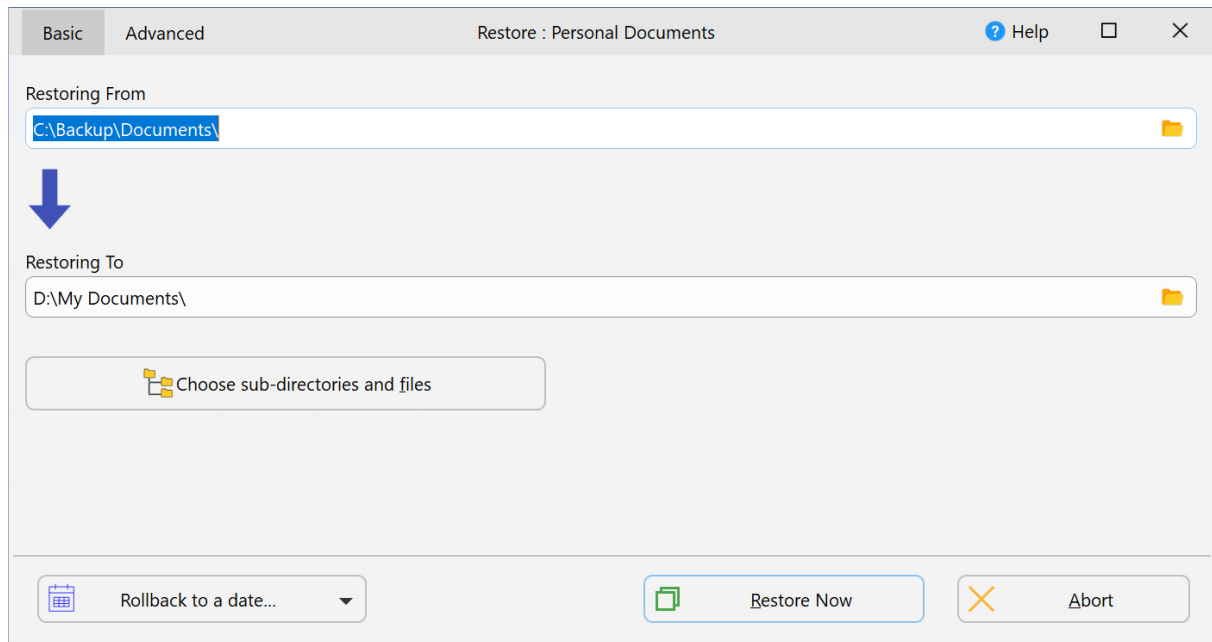 Basic Advanced Restore : Personal Documents ? Help
Restoring From
C:\Backup\Documents\
Restoring To
D:\My Documents\
Choose sub-directories and files
Rollback to a date... Restore Now Abort